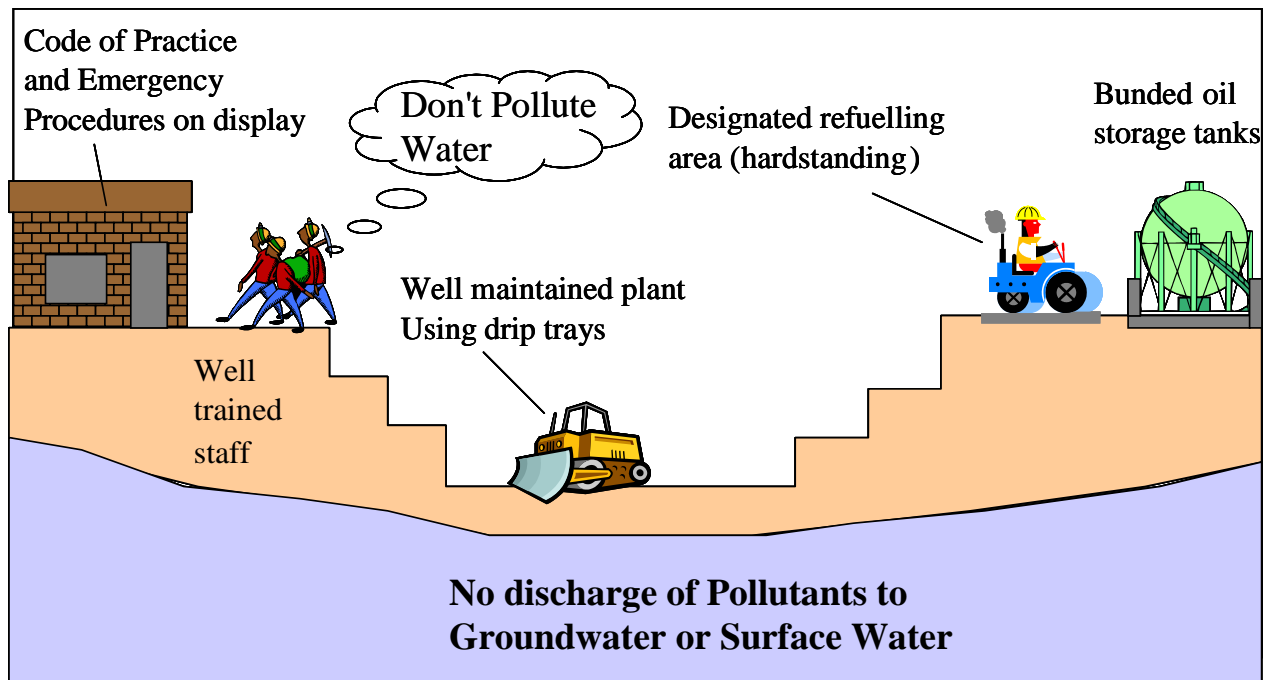 Code of Practice
and Emergency
Procedures on display
Don't Pollute
Water
Designated refuelling
area (hardstanding)
Bunded oil
storage tanks
Well maintained plant
Using drip trays
Well
trained
staff
No discharge of Pollutants to
Groundwater or Surface Water